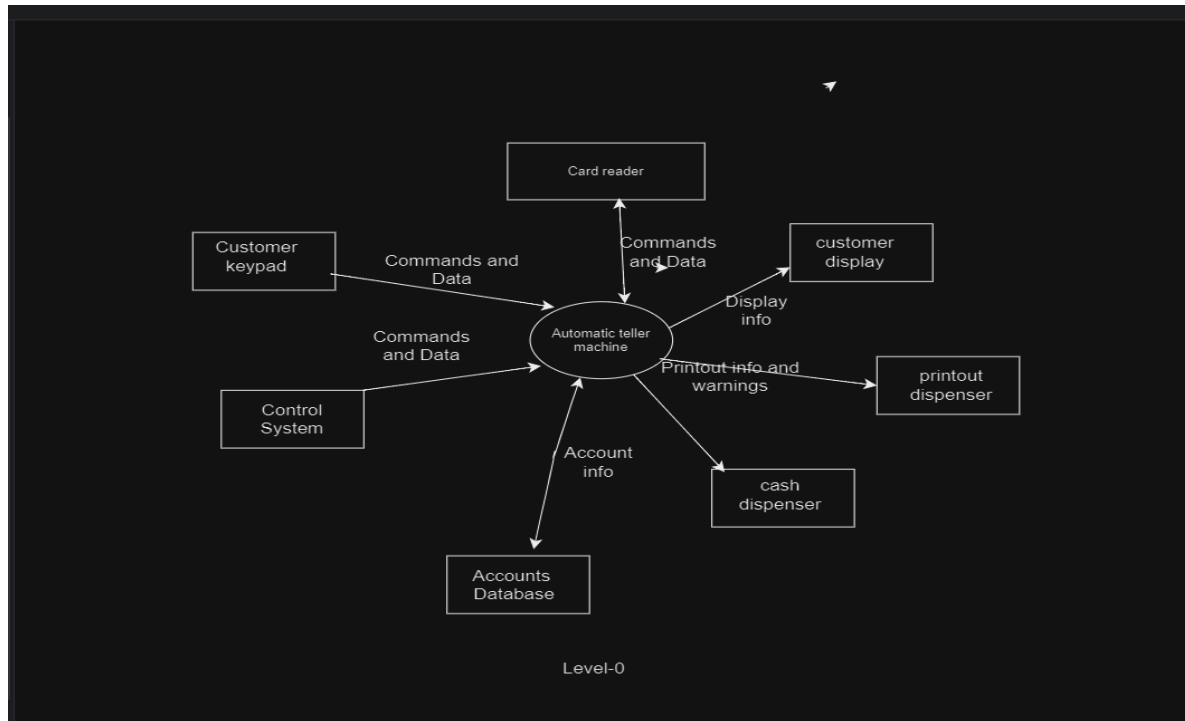 Card reader
Customer
keypad
Commands and
Data
Commands
and Data
customer
display
Display
info
Automatic teller
machine
Commands
and Data
Printout info and
warnings
printout
dispenser
Control
System
Account
info
cash
dispenser
Accounts
Database
Level-0